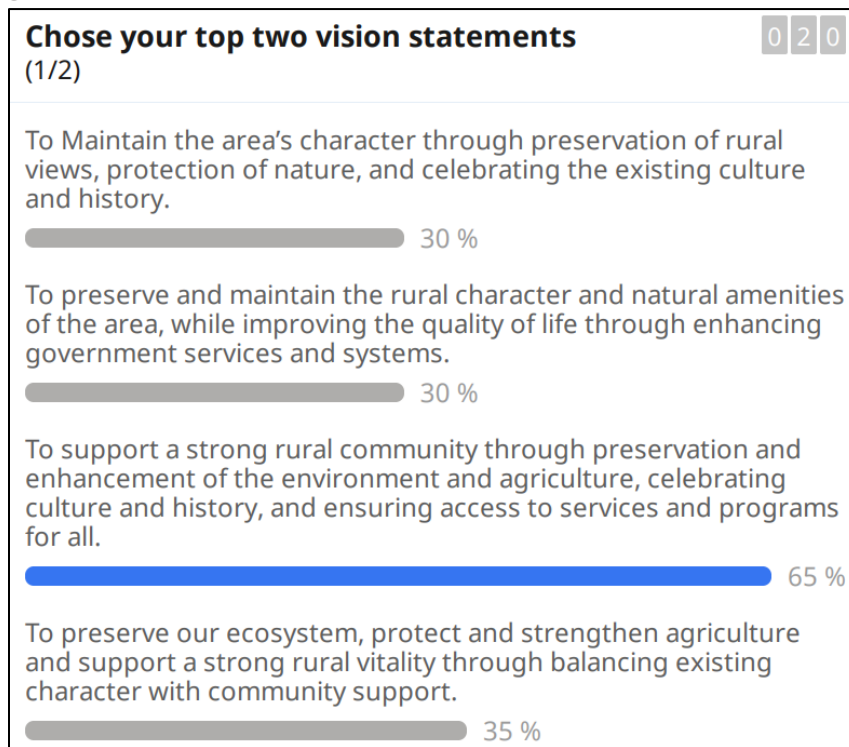 Chose your top two vision statements
020
(1/2)
To Maintain the area's character through preservation of rural
views, protection of nature, and celebrating the existing culture
and history.
30 %
To preserve and maintain the rural character and natural amenities
of the area, while improving the quality of life through enhancing
government services and systems.
30 %
To support a strong rural community through preservation and
enhancement of the environment and agriculture, celebrating
culture and history, and ensuring access to services and programs
for all.
65 %
To preserve our ecosystem, protect and strengthen agriculture
and support a strong rural vitality through balancing existing
character with community support.
35 %